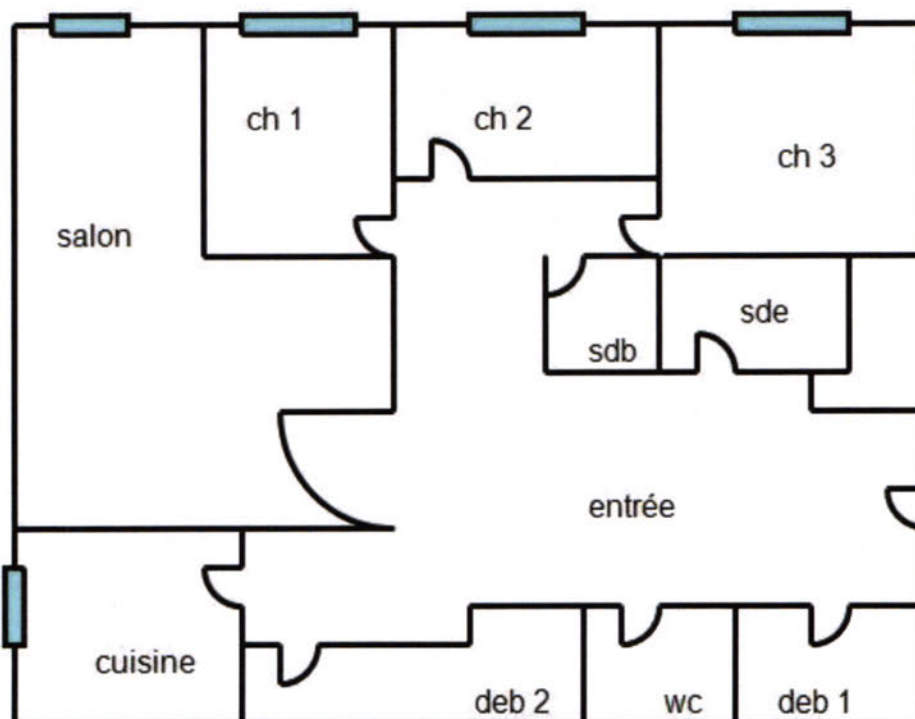 ch 1
ch 2
ch 3
salon
sde
sdb
entrée
cuisine
deb 2
wc
deb 1